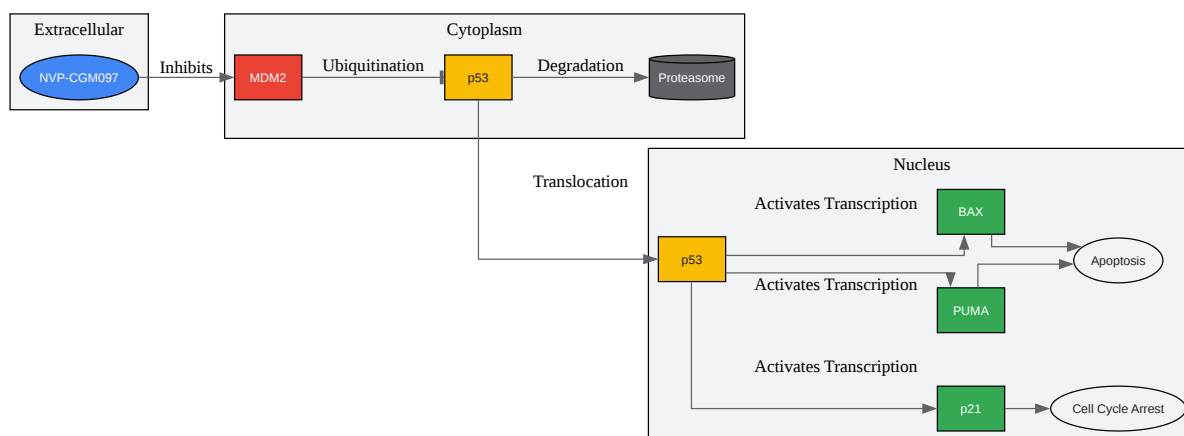 Extracellular
NVP-CGM097
Inhibits
Cytoplasm
MDM2
Ubiquitination
p53
Degradation
Proteasome
Translocation
Nucleus
p53
Activates Transcription
BAX
Activates Transcription
PUMA
Apoptosis
Activates Transcription
p21
Cell Cycle Arrest